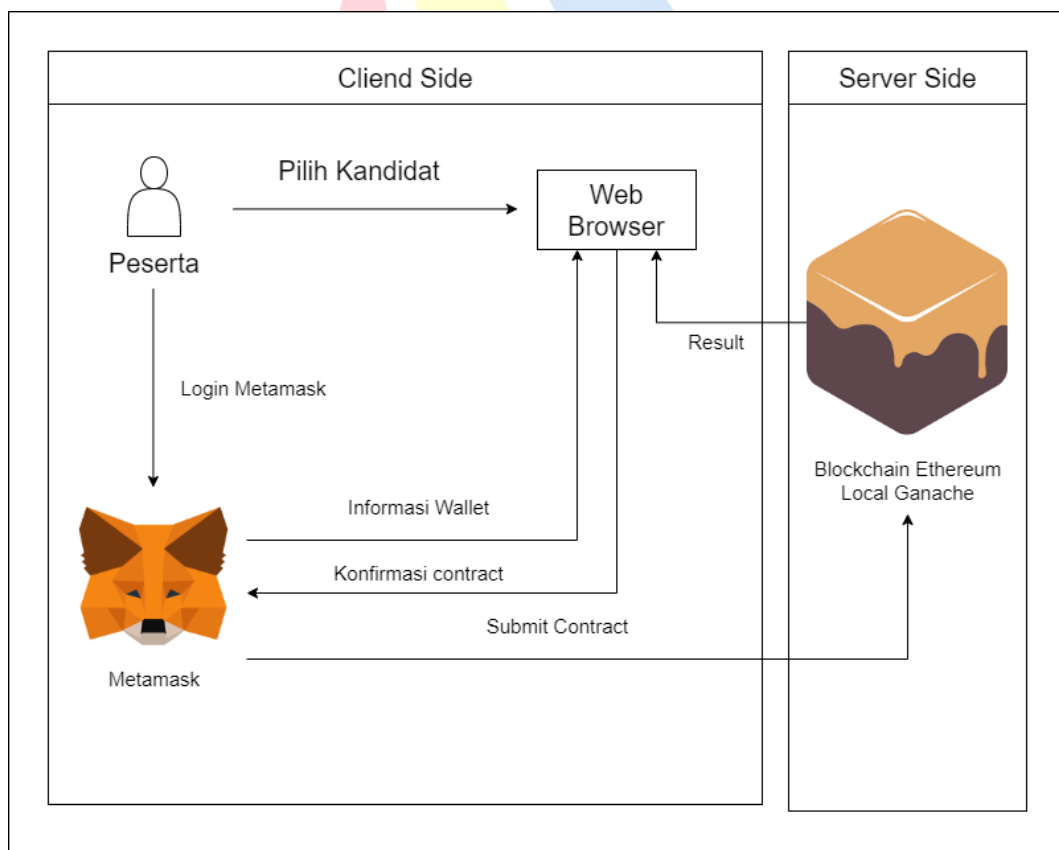 Cliend Side
Server Side
Pilih Kandidat
Web
Browser
Peserta
Result
Login Metamask
Blockchain Ethereum
Local Ganache
Informasi Wallet
Konfirmasi contract
Submit Contract
Metamask